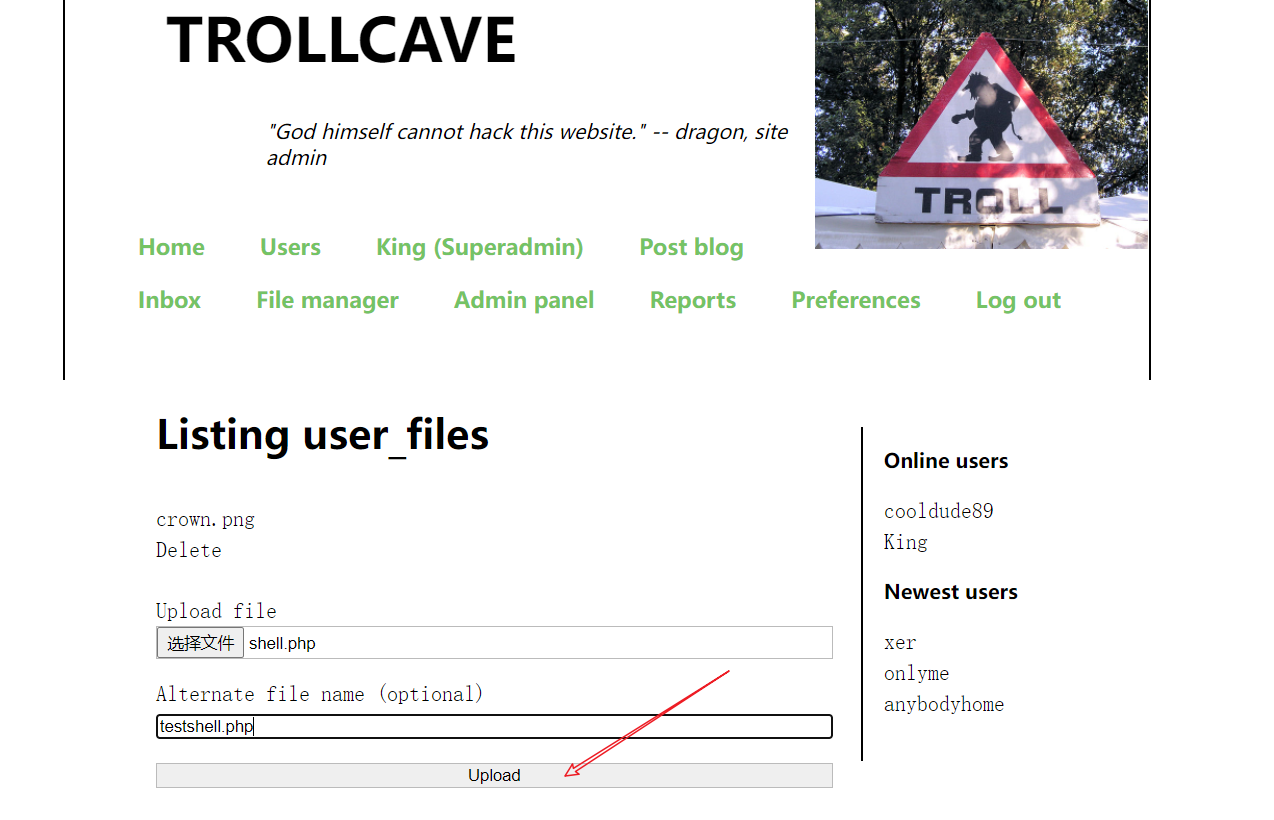 TROLLCAVE
"God himself cannot hack this website." -- dragon, site
admin
TROLL
Home Users King (Superadmin) Post blog
Inbox File manager Admin panel Reports Preferences Log out
Listing user_files
crown.png
Delete
Upload file
选择文件 shell.php
Alternate file name (optional)
testshell.php
Upload
Online users
cooldude89
King
Newest users
xer
onlyme
anybodyhome